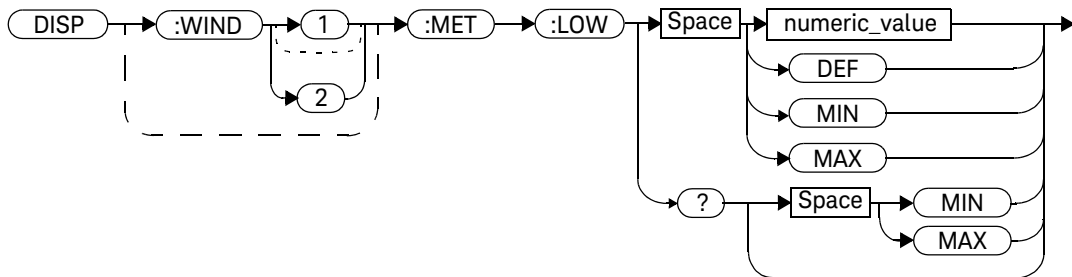 DISP :WIND 1 :MET :LOW Space numeric_value
DEF
2
MIN
MAX
? Space MIN
MAX